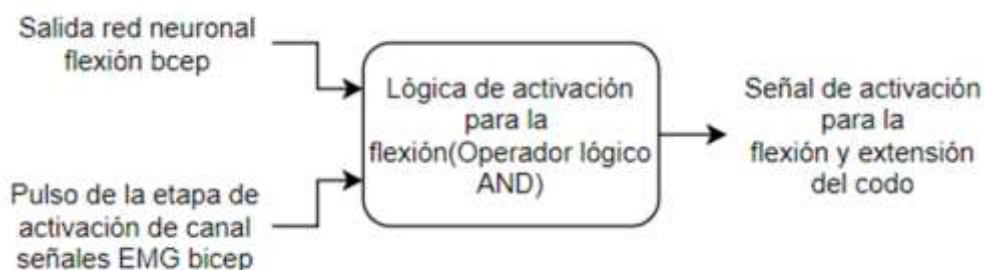 Salida red neuronal
flexión bcep
Pulso de la etapa de
activación de canal
señales EMG bicep
Lógica de activación
para la
flexión(Operador lógico
AND)
Señal de activación
para la
flexión y extensión
del codo